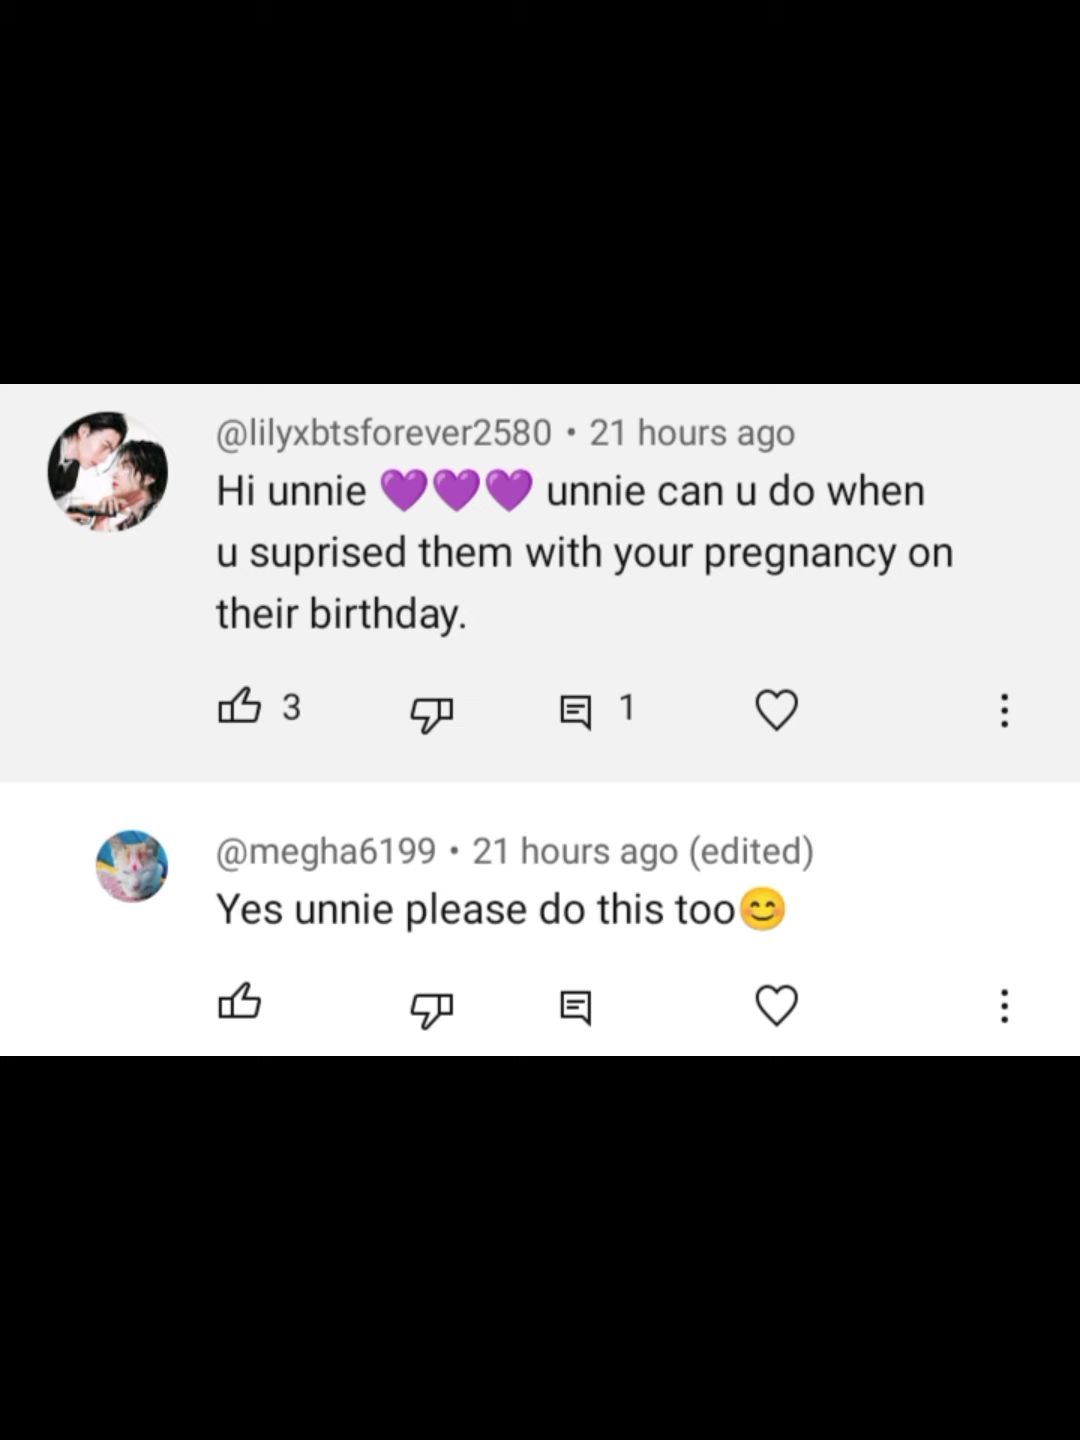 @lilyxbtsforever2580 • 21 hours ago
Hi unnie 💜💜💜 unnie can u do when
u suprised them with your pregnancy on
their birthday.
3 1
@megha6199 • 21 hours ago (edited)
Yes unnie please do this too😊